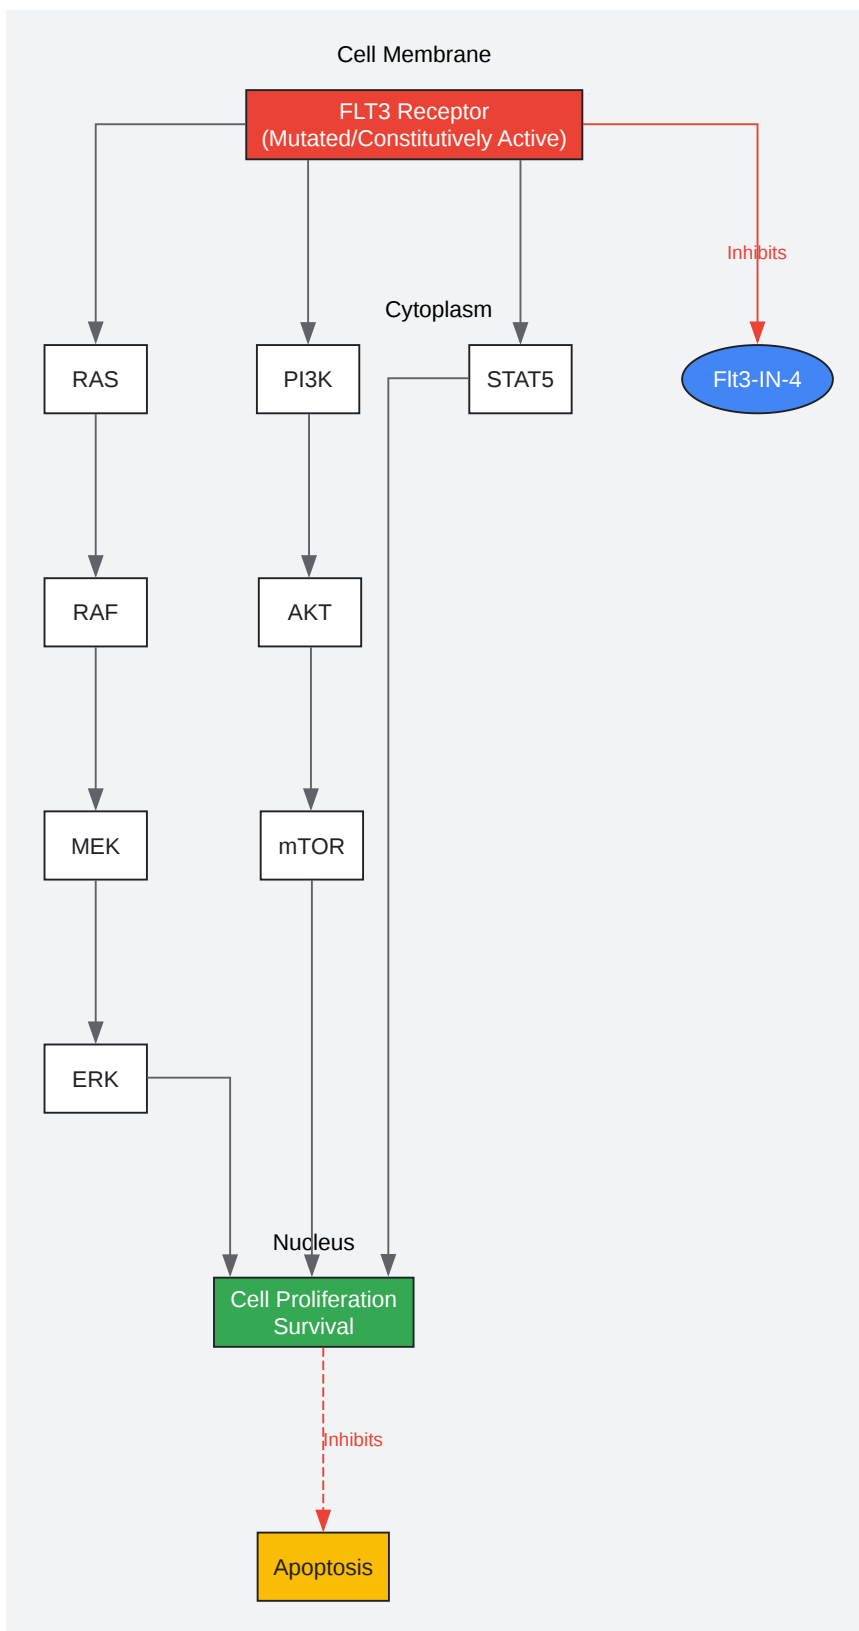 Cell Membrane
FLT3 Receptor
(Mutated/Constitutively Active)
Inhibits
Cytoplasm
RAS
PI3K
STAT5
Flt3-IN-4
RAF
AKT
MEK
mTOR
ERK
Nucleus
Cell Proliferation
Survival
Inhibits
Apoptosis